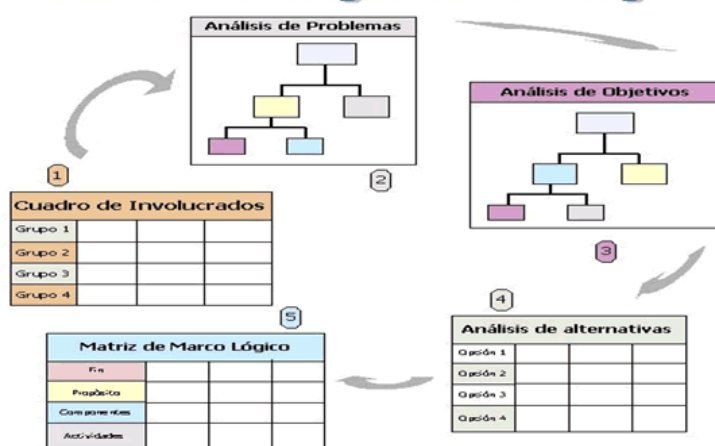 1
Cuadro de Involucrados
Grupo 1
Grupo 2
Grupo 3
Grupo 4
Análisis de Problemas
2
Análisis de Objetivos
3
4
Análisis de alternativas
Opción 1
Opción 2
Opción 3
Opción 4
5
Matriz de Marco Lógico
Fin
Propósito
Componentes
Actividades